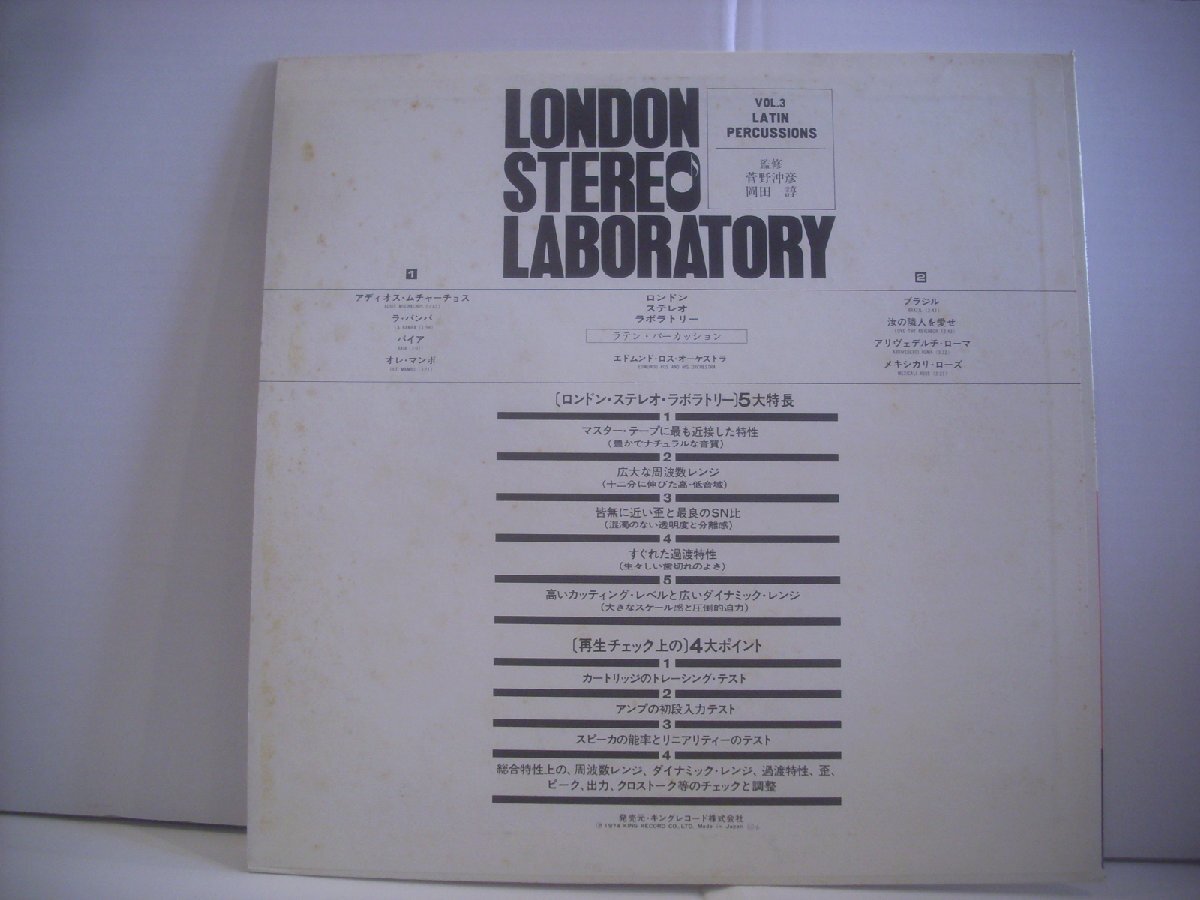 LONDON
STEREO
LABORATORY
VOL.3
LATIN
PERCUSSIONS
監修
菅野沖彦
岡田 諄
1
アディオス・ムチャーチョス
ラ・バンバ
バイア
オレ・マンボ
ロンドン
ステレオ
ラボラトリー
ラテン・パーカッション
エドムンド・ロス・オーケストラ
EDMUNDO ROS AND HIS ORCHESTRA
2
ブラジル
汝の隣人を愛せ
アリヴェデルチ・ローマ
メキシカリ・ローズ
〔ロンドン・ステレオ・ラボラトリー〕5大特長
1
マスター・テープに最も近接した特性
(豊かでナチュラルな音質)
2
広大な周波数レンジ
(十二分に伸びた高・低音域)
3
皆無に近い歪と最良のSN比
(混濁のない透明度と分離感)
4
すぐれた過渡特性
(生々しい歯切れのよさ)
5
高いカッティング・レベルと広いダイナミック・レンジ
(大きなスケール感と圧倒的迫力)
〔再生チェック上の〕4大ポイント
1
カートリッジのトレーシング・テスト
2
アンプの初段入力テスト
3
スピーカの能率とリニアリティーのテスト
4
総合特性上の、周波数レンジ、ダイナミック・レンジ、過渡特性、歪、
ピーク、出力、クロストーク等のチェックと調整
発売元・キングレコード株式会社
KING RECORD CO., LTD. Made in Japan